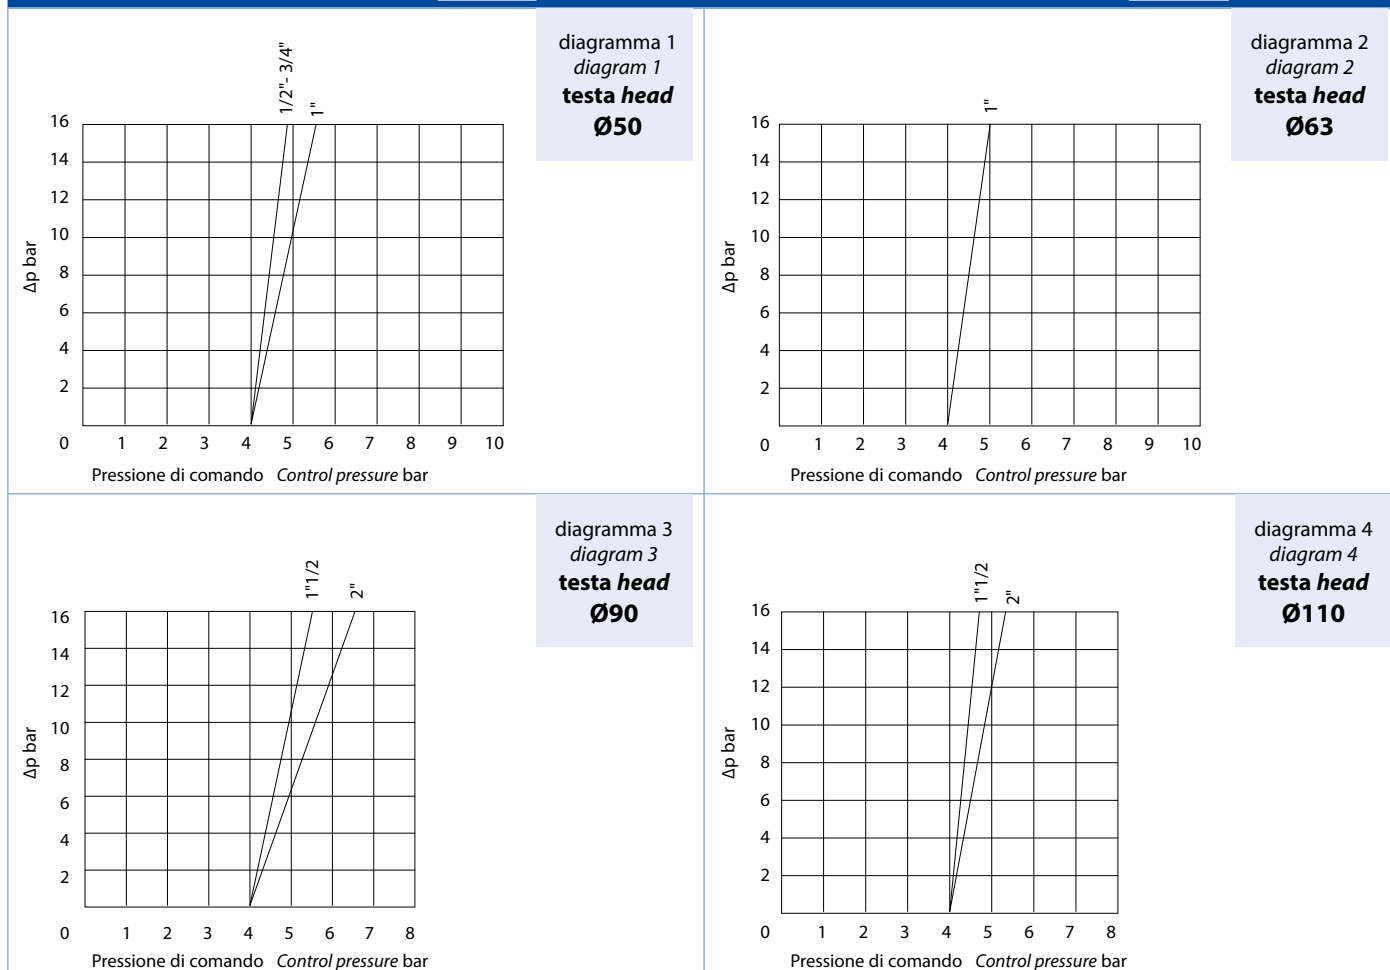 diagramma 1
diagram 1
testa head
Ø50
1/2"- 3/4"
1"
16
14
12
10
8
6
4
2
Δp bar
0 1 2 3 4 5 6 7 8 9 10
Pressione di comando Control pressure bar
diagramma 2
diagram 2
testa head
Ø63
1"
16
14
12
10
8
6
4
2
Δp bar
0 1 2 3 4 5 6 7 8 9 10
Pressione di comando Control pressure bar
diagramma 3
diagram 3
testa head
Ø90
1"1/2
2"
16
14
12
10
8
6
4
2
Δp bar
0 1 2 3 4 5 6 7 8
Pressione di comando Control pressure bar
diagramma 4
diagram 4
testa head
Ø110
1"1/2
2"
16
14
12
10
8
6
4
2
Δp bar
0 1 2 3 4 5 6 7 8
Pressione di comando Control pressure bar